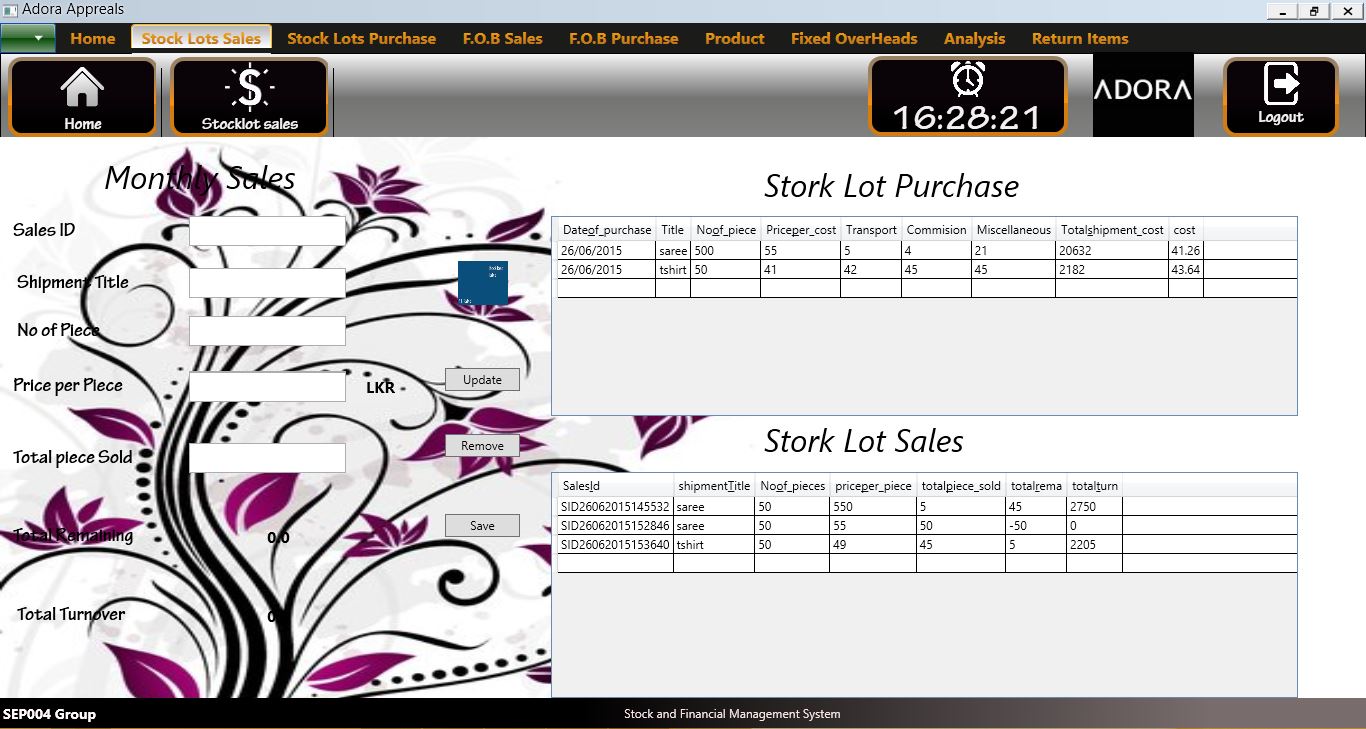 Adora Appreals
Home Stock Lots Sales Stock Lots Purchase F.O.B Sales F.O.B Purchase Product Fixed OverHeads Analysis Return Items
Home
$
Stocklot sales
16:28:21
ADORA
Logout
Monthly Sales
Sales ID
Shipment Title
No of Piece
Price per Piece
LKR
Total piece Sold
Total Remaining
0.0
Total Turnover
Update
Remove
Save
Stork Lot Purchase
Dateof_purchase Title Noof_piece Priceper_cost Transport Commision Miscellaneous Totalshipment_cost cost
26/06/2015 saree 500 55 5 4 21 20632 41.26
26/06/2015 tshirt 50 41 42 45 45 2182 43.64
Stork Lot Sales
SalesId shipmentTitle Noof_pieces priceper_piece totalpiece_sold totalrema totalturn
SID26062015145532 saree 50 550 5 45 2750
SID26062015152846 saree 50 55 50 -50 0
SID26062015153640 tshirt 50 49 45 5 2205
SEP004 Group
Stock and Financial Management System